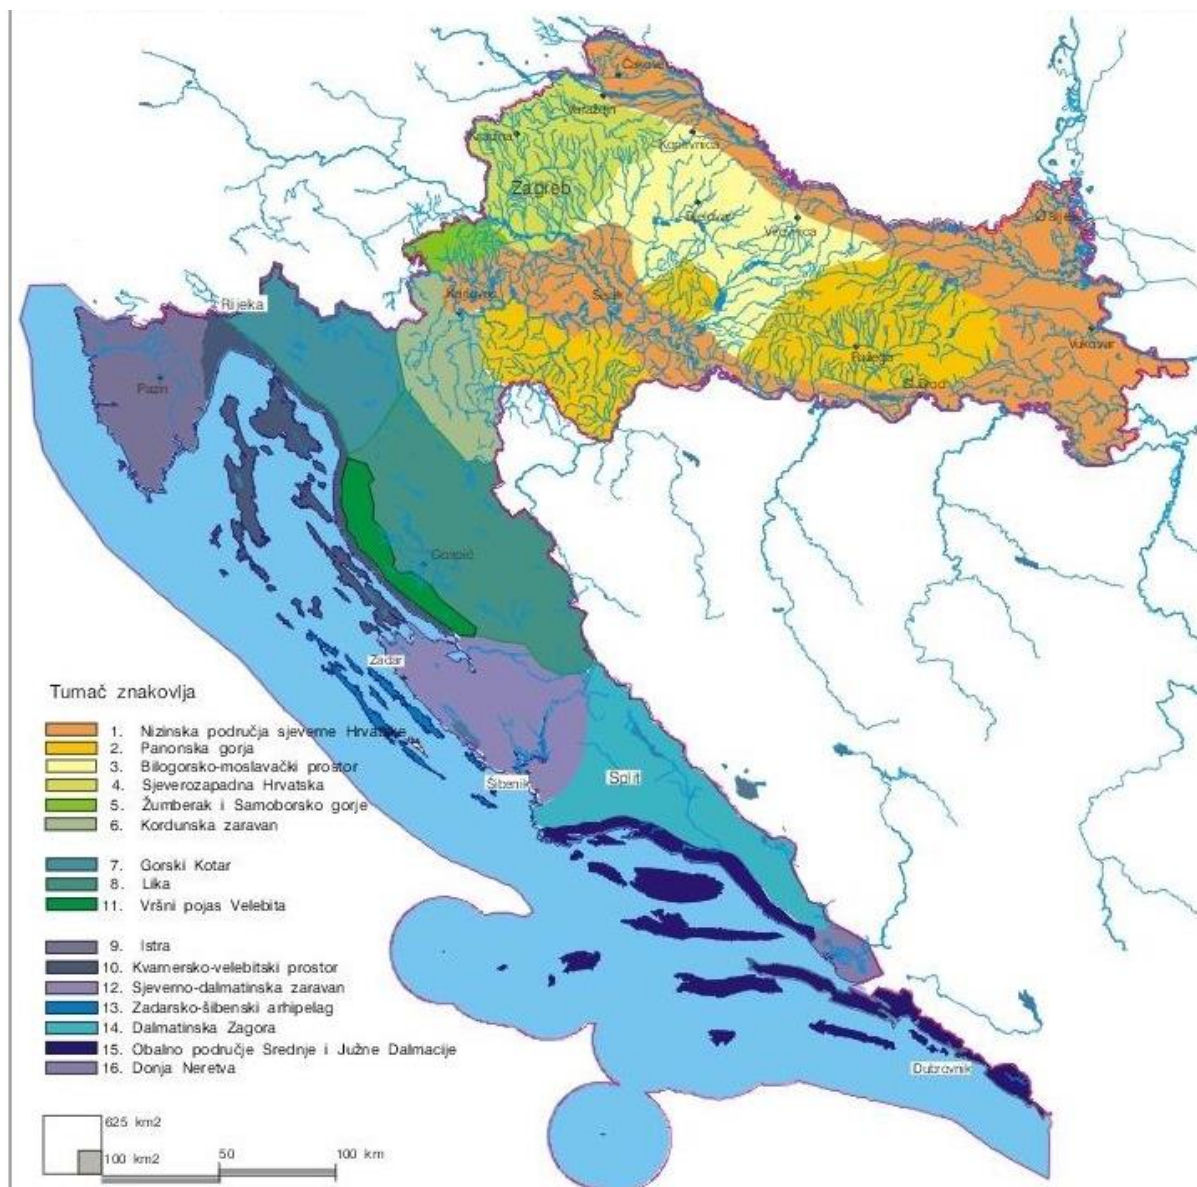 Čakovec
Varaždin
Krapina
Koprivnica
Zagreb
Bjelovar
Virovitica
Osijek
Karlovac
Sisak
Rijeka
Vukovar
Požega
Sl.Brod
Pazin
Gospić
Zadar
Šibenik
Split
Dubrovnik
Tumač znakovlja
1. Nizinska područja sjeverne Hrvatske
2. Panonska gorja
3. Bilogorsko-moslavački prostor
4. Sjeverozapadna Hrvatska
5. Žumberak i Samoborsko gorje
6. Kordunska zaravan
7. Gorski Kotar
8. Lika
11. Vršni pojas Velebita
9. Istra
10. Kvarnersko-velebitski prostor
12. Sjeverno-dalmatinska zaravan
13. Zadarsko-šibenski arhipelag
14. Dalmatinska Zagora
15. Obalno područje Srednje i Južne Dalmacije
16. Donja Neretva
625 km2
100 km2
50
100 km